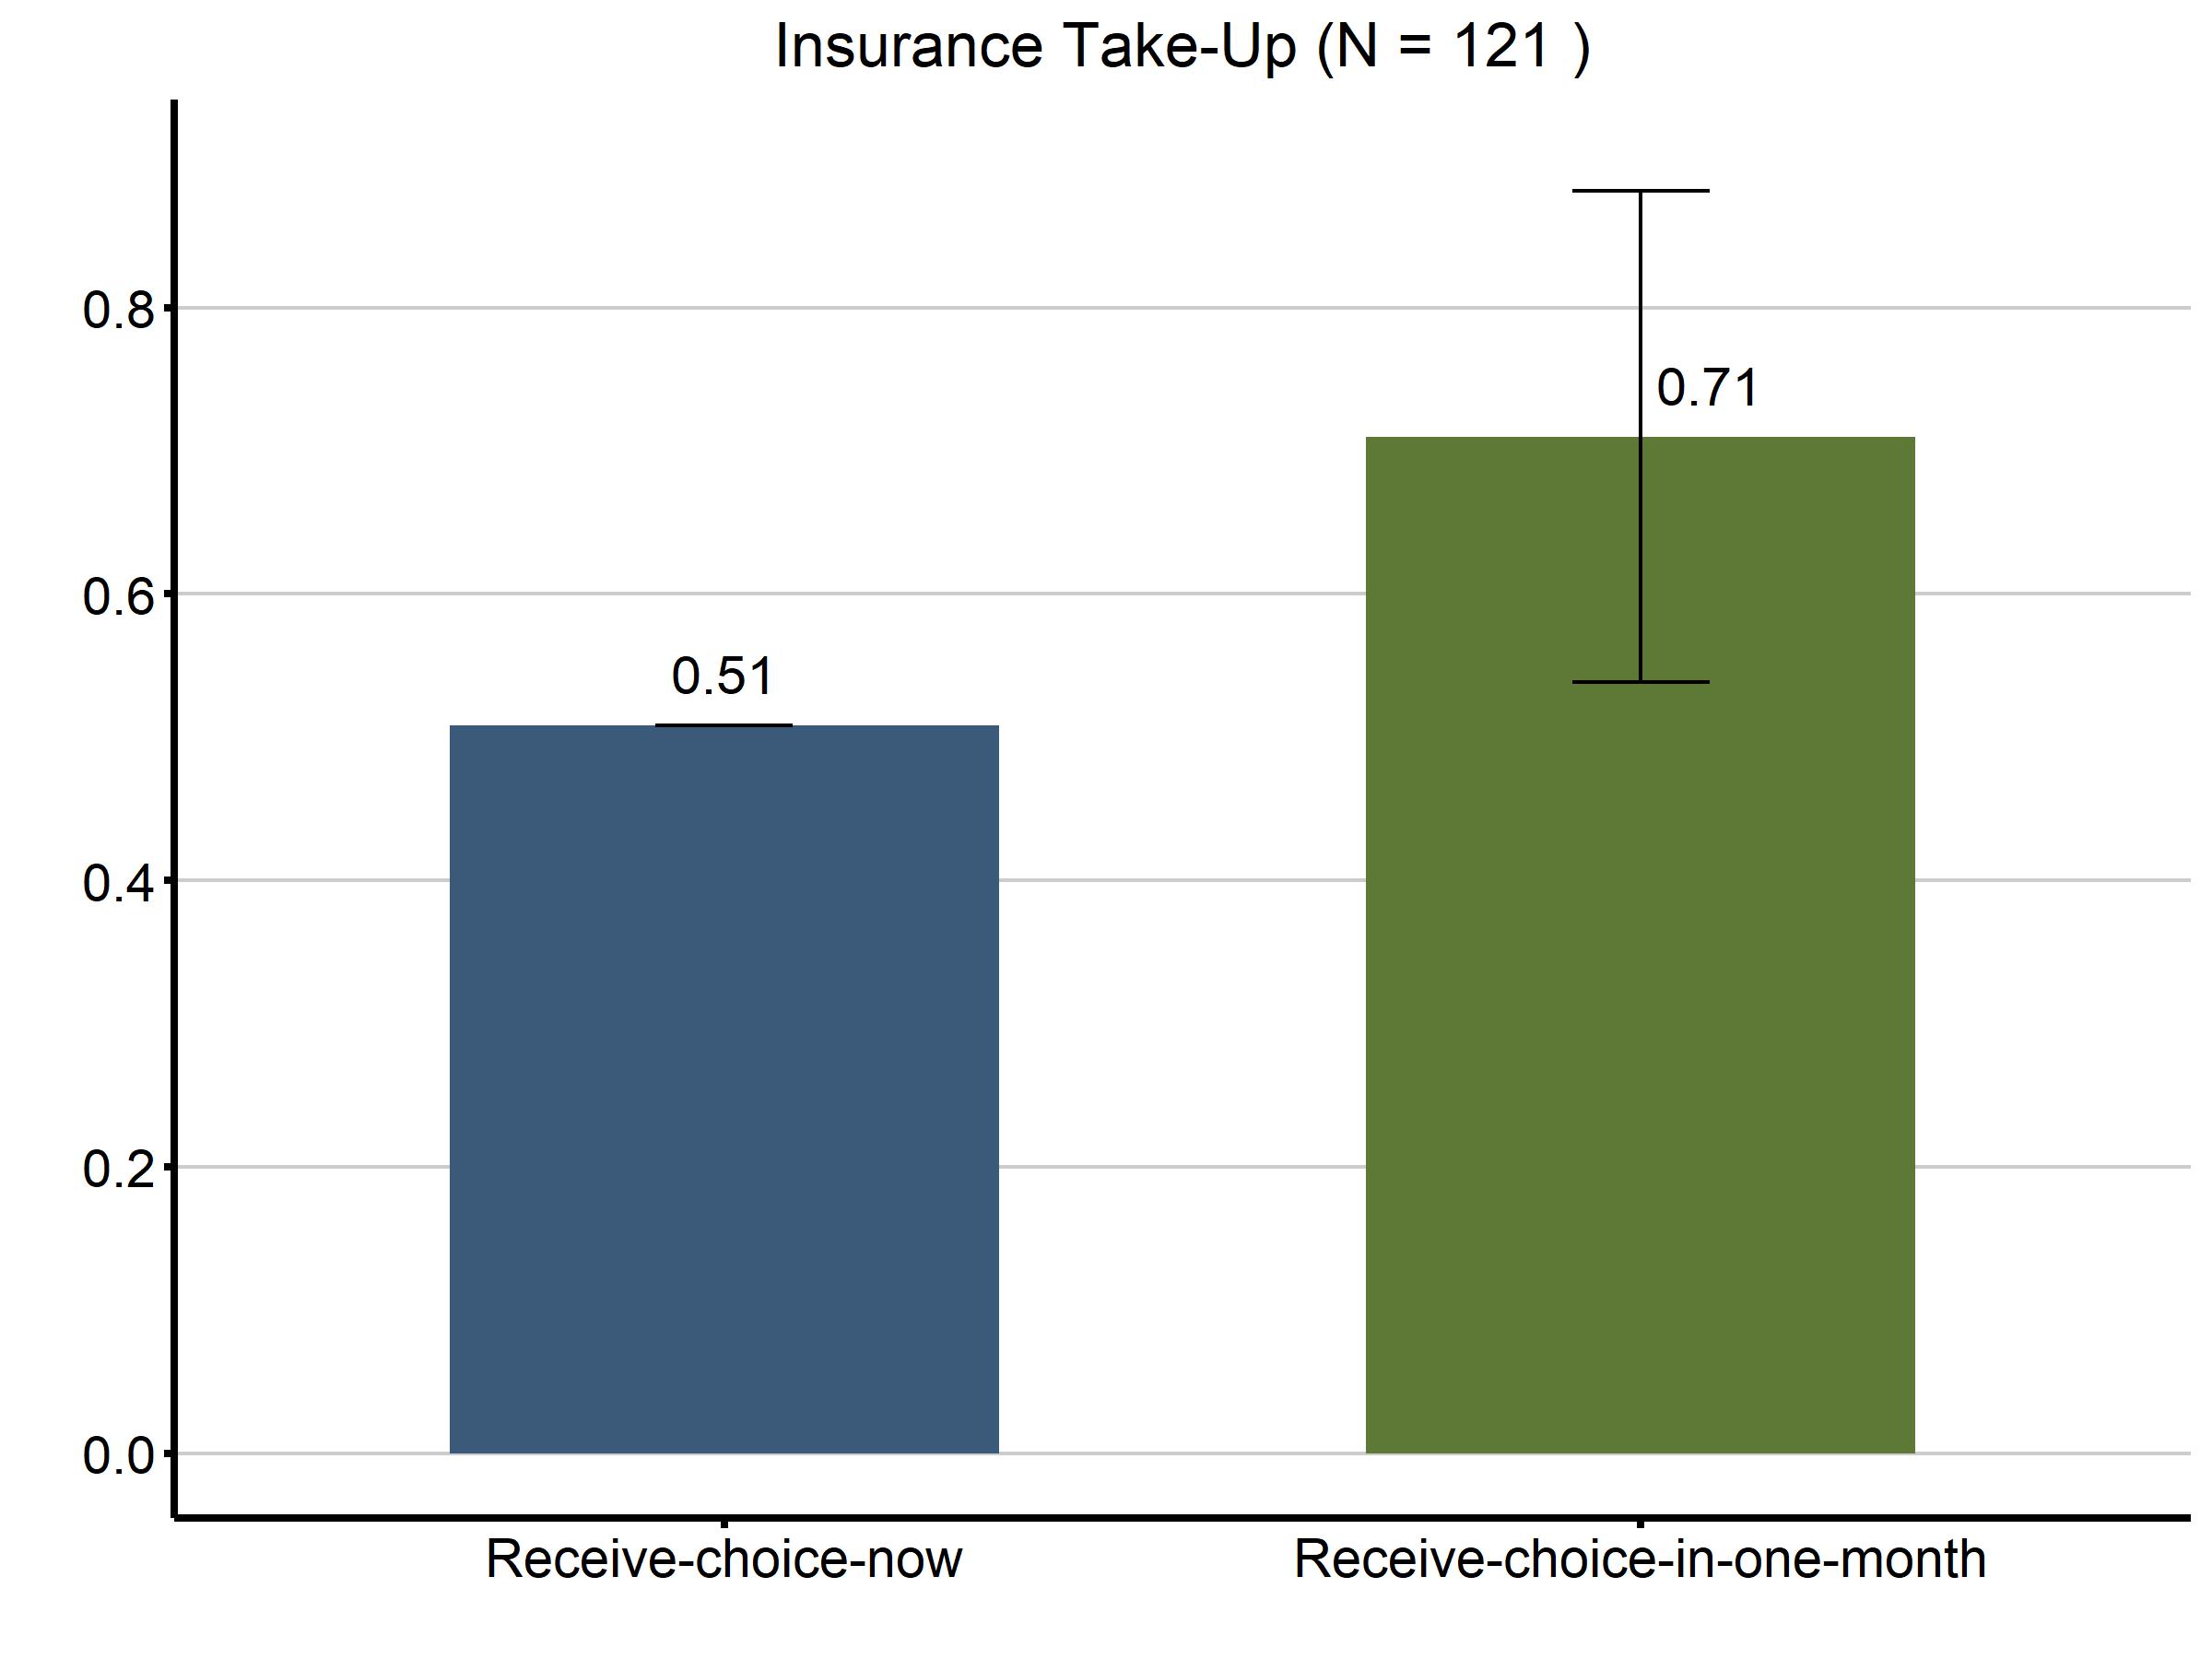 Insurance Take-Up (N = 121 )
0.8
0.71
0.6
0.51
0.4
0.2
0.0
Receive-choice-now
Receive-choice-in-one-month